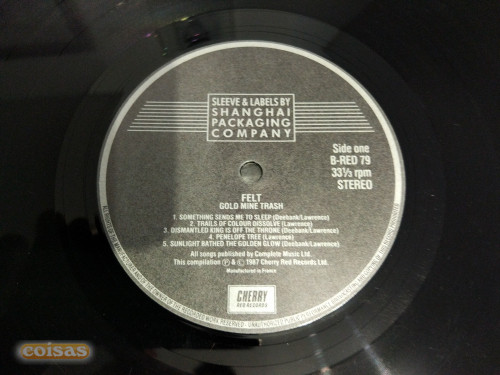 SLEEVE & LABELS BY
SHANGHAI
PACKAGING
COMPANY
Side one
B-RED 79
33⅓ rpm
STEREO
FELT
GOLD MINE TRASH
1. SOMETHING SENDS ME TO SLEEP (Deebank/Lawrence)
2. TRAILS OF COLOUR DISSOLVE (Lawrence)
3. DISMANTLED KING IS OFF THE THRONE (Deebank/Lawrence)
4. PENELOPE TREE (Lawrence)
5. SUNLIGHT BATHED THE GOLDEN GLOW (Deebank/Lawrence)
All songs published by Complete Music Ltd.
This compilation ℗ & © 1987 Cherry Red Records Ltd.
Manufactured in France
CHERRY
RED RECORDS
coisas